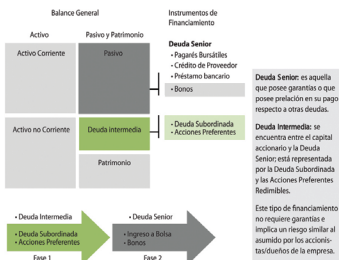 Balance General
Activo
Pasivo y Patrimonio
Instrumentos de
Financiamiento
Activo Corriente
Pasivo
Deuda Senior
• Pagarés Bursátiles
• Crédito de Proveedor
• Préstamo bancario
• Bonos
Activo no Corriente
Deuda intermedia
• Deuda Subordinada
• Acciones Preferentes
Patrimonio
Deuda Senior: es aquella
que posee garantías o que
posee prelación en su pago
respecto a otras deudas.
Deuda Intermedia: se
encuentra entre el capital
accionario y la Deuda
Senior; está representada
por la Deuda Subordinada
y las Acciones Preferentes
Redimibles.
Este tipo de financiamiento
no requiere garantías e
implica un riesgo similar al
asumido por los accionis-
tas/dueños de la empresa.
• Deuda Intermedia
• Deuda Subordinada
• Acciones Preferentes
Fase 1
• Deuda Senior
• Ingreso a Bolsa
• Bonos
Fase 2